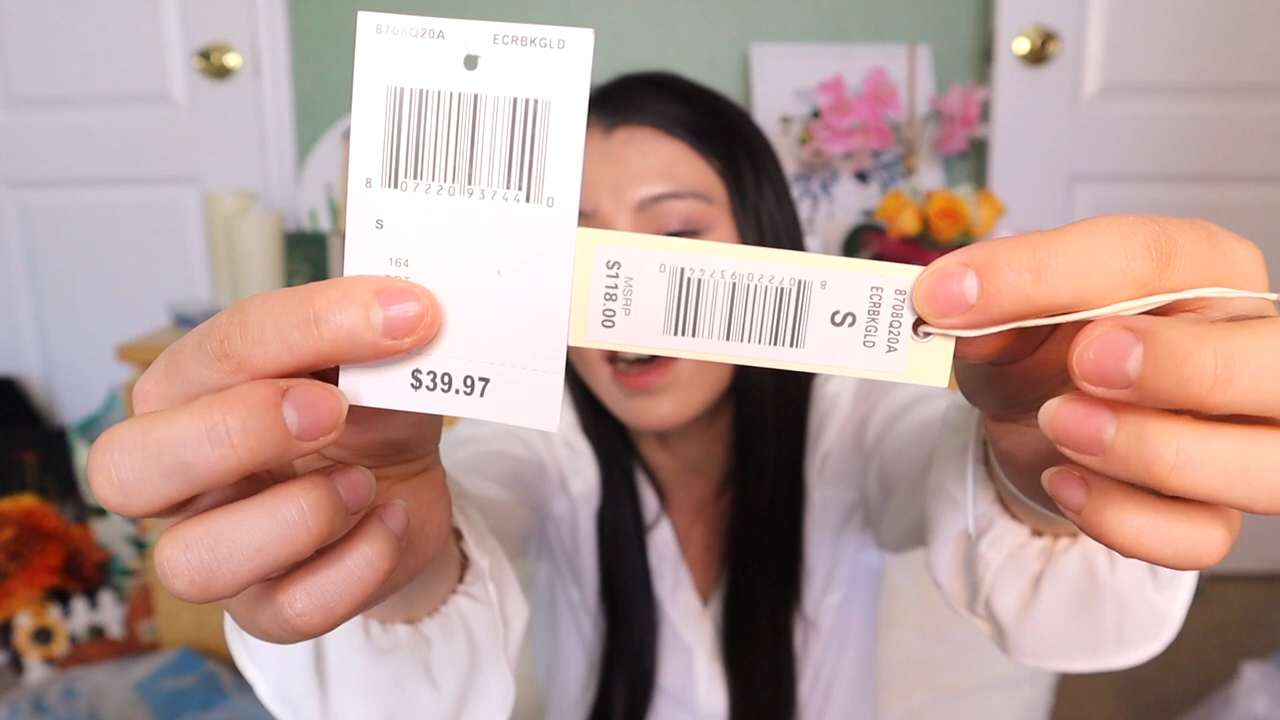 8708Q20A ECRBKGLD
8 07220 93744 0
S
164
$39.97
8708Q20A
ECRBKGLD
S
8 07220 93744 0
MSRP
$118.00